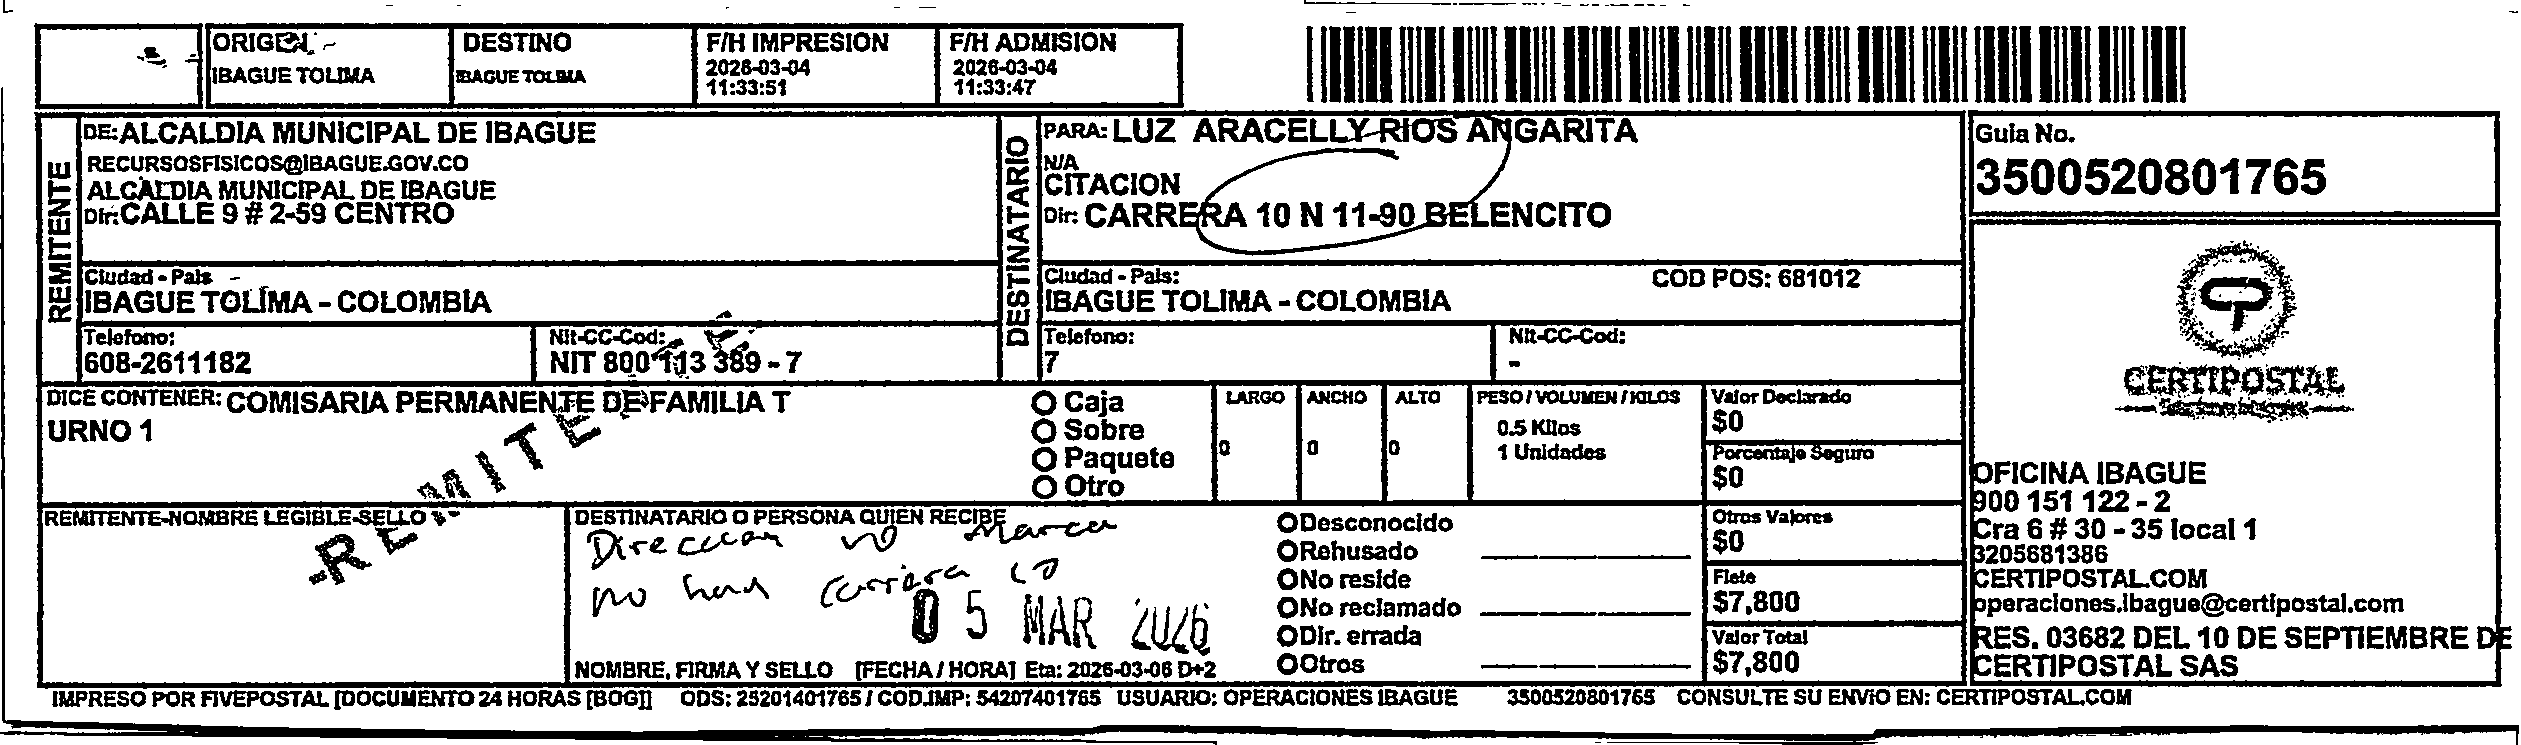 ORIGEN
IBAGUE TOLIMA
DESTINO
IBAGUE TOLIMA
F/H IMPRESION
2026-03-04
11:33:51
F/H ADMISION
2026-03-04
11:33:47
REMITENTE
DE: ALCALDIA MUNICIPAL DE IBAGUE
RECURSOSFISICOS@IBAGUE.GOV.CO
ALCALDIA MUNICIPAL DE IBAGUE
Dir: CALLE 9 # 2-59 CENTRO
Ciudad - Pais
IBAGUE TOLIMA - COLOMBIA
Telefono:
608-2611182
Nit-CC-Cod:
NIT 800 113 389 - 7
DESTINATARIO
PARA: LUZ ARACELLY RIOS ANGARITA
N/A
CITACION
Dir: CARRERA 10 N 11-90 BELENCITO
Ciudad - Pais:
COD POS: 681012
IBAGUE TOLIMA - COLOMBIA
Telefono:
7
Nit-CC-Cod:
-
Guia No.
3500520801765
CERTIPOSTAL
OFICINA IBAGUE
900 151 122 - 2
Cra 6 # 30 - 35 local 1
3205681386
CERTIPOSTAL.COM
operaciones.ibague@certipostal.com
RES. 03682 DEL 10 DE SEPTIEMBRE DE
CERTIPOSTAL SAS
DICE CONTENER: COMISARIA PERMANENTE DE FAMILIA T
URNO 1
Caja
Sobre
Paquete
Otro
LARGO
0
ANCHO
0
ALTO
0
PESO / VOLUMEN / KILOS
0.5 Kilos
1 Unidades
Valor Declarado
$0
Porcentaje Seguro
$0
Otros Valores
$0
Flete
$7,800
Valor Total
$7,800
REMITENTE-NOMBRE LEGIBLE-SELLO
-REMITE
DESTINATARIO O PERSONA QUIEN RECIBE
Direccion no Marca
no hay carrera 10
05 MAR 2026
NOMBRE, FIRMA Y SELLO [FECHA / HORA] Eta: 2026-03-06 D+2
Desconocido
Rehusado
No reside
No reclamado
Dir. errada
Otros
IMPRESO POR FIVEPOSTAL [DOCUMENTO 24 HORAS [BOG]] ODS: 25201401765 / COD.IMP: 54207401765 USUARIO: OPERACIONES IBAGUE 3500520801765 CONSULTE SU ENVIO EN: CERTIPOSTAL.COM